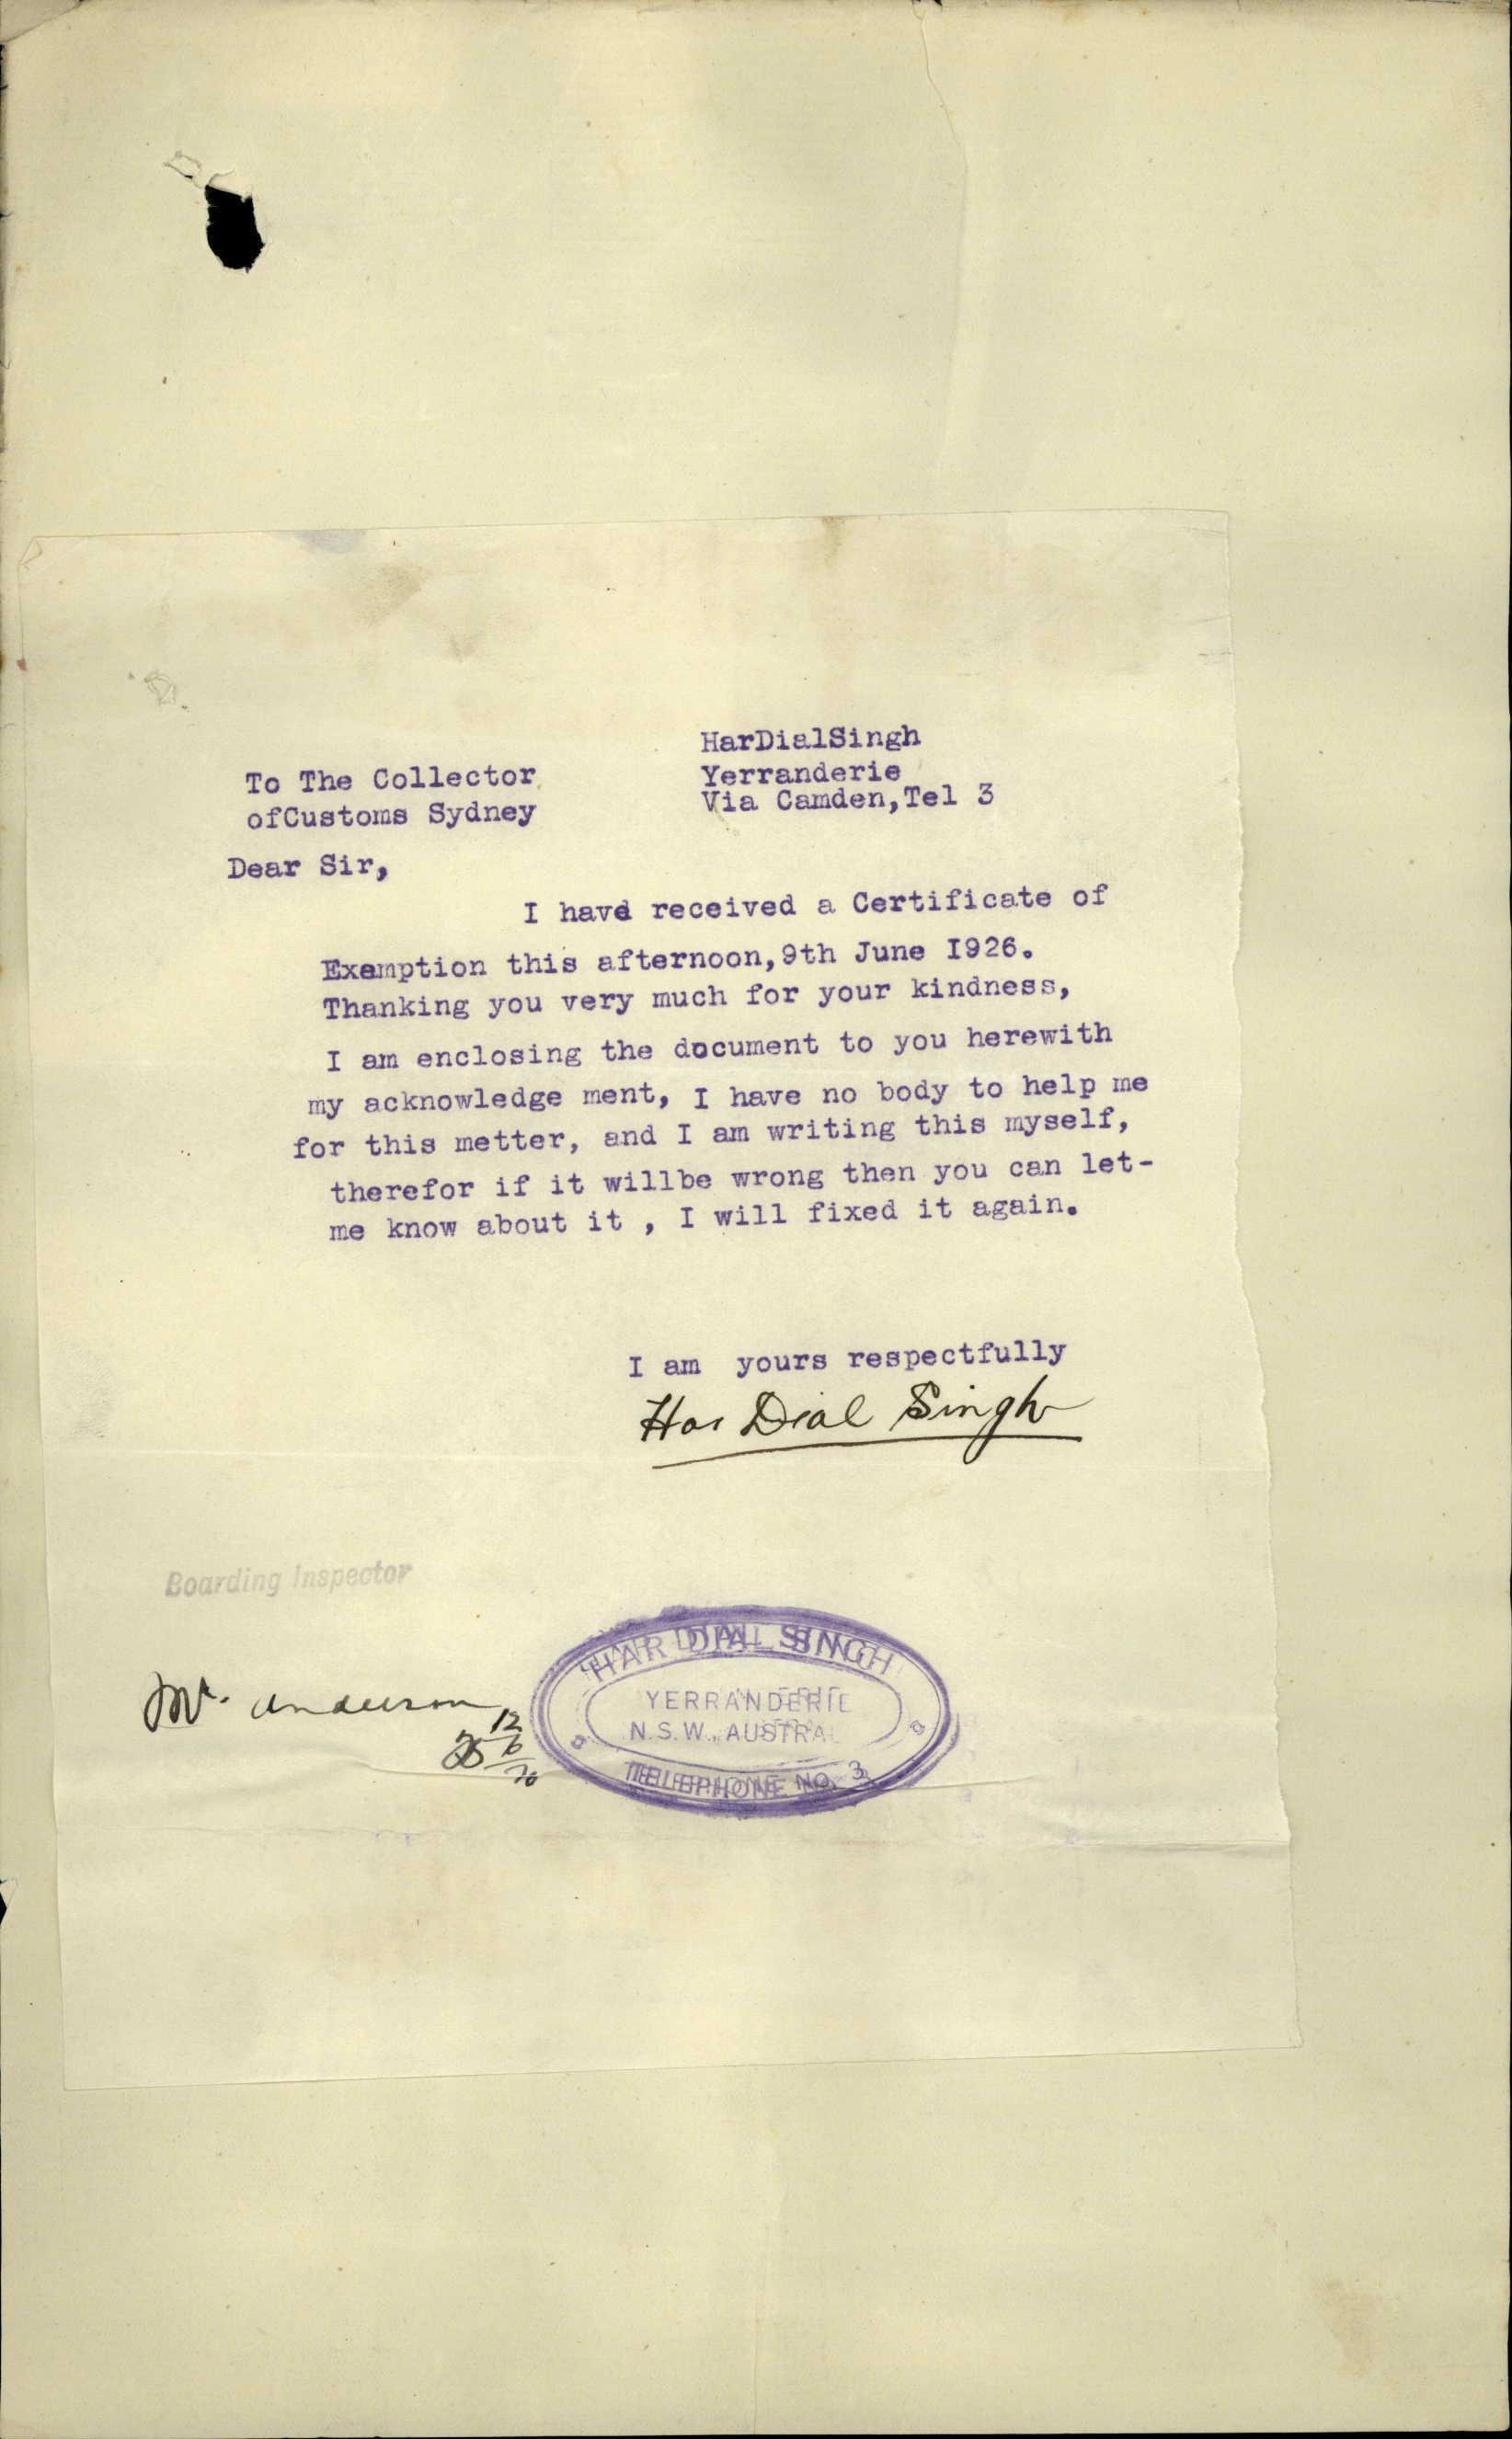 HarDialSingh
Yerranderie
Via Camden,Tel 3
To The Collector
ofCustoms Sydney
Dear Sir,
I have received a Certificate of
Exemption this afternoon,9th June I926.
Thanking you very much for your kindness,
I am enclosing the document to you herewith
my acknowledge ment, I have no body to help me
for this metter, and I am writing this myself,
therefor if it willbe wrong then you can let-
me know about it , I will fixed it again.
I am yours respectfully
Har Dial Singh
Boarding Inspector
Mr. Anderson
12
6
HAR DIAL SINGH
YERRANDERIE
N.S.W., AUSTRAL
TELEPHONE NO. 3